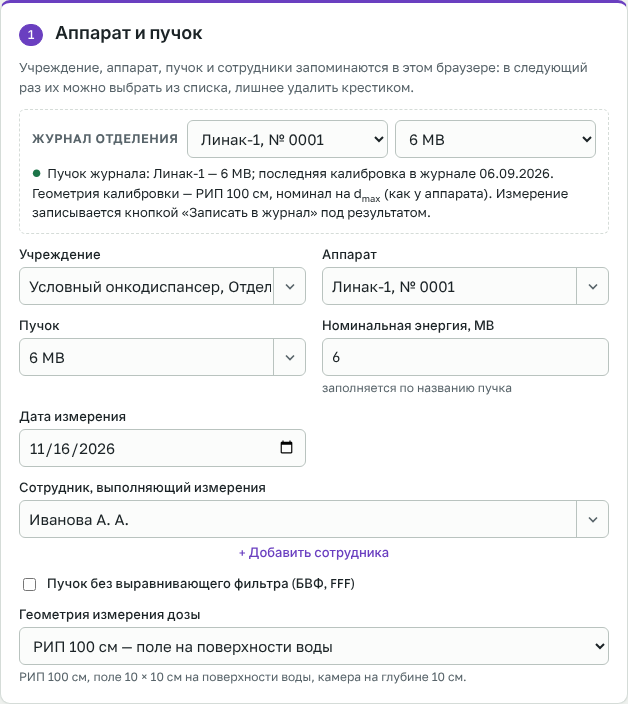 1 Аппарат и пучок
Учреждение, аппарат, пучок и сотрудники запоминаются в этом браузере: в следующий
раз их можно выбрать из списка, лишнее удалить крестиком.
ЖУРНАЛ ОТДЕЛЕНИЯ Линак-1, № 0001 6 МВ
Пучок журнала: Линак-1 — 6 МВ; последняя калибровка в журнале 06.09.2026.
Геометрия калибровки — РИП 100 см, номинал на dmax (как у аппарата). Измерение
записывается кнопкой «Записать в журнал» под результатом.
Учреждение Аппарат
Условный онкодиспансер, Отдел Линак-1, № 0001
Пучок Номинальная энергия, МВ
6 МВ 6
заполняется по названию пучка
Дата измерения
11/16/2026
Сотрудник, выполняющий измерения
Иванова А. А.
+ Добавить сотрудника
Пучок без выравнивающего фильтра (БВФ, FFF)
Геометрия измерения дозы
РИП 100 см — поле на поверхности воды
РИП 100 см, поле 10 × 10 см на поверхности воды, камера на глубине 10 см.